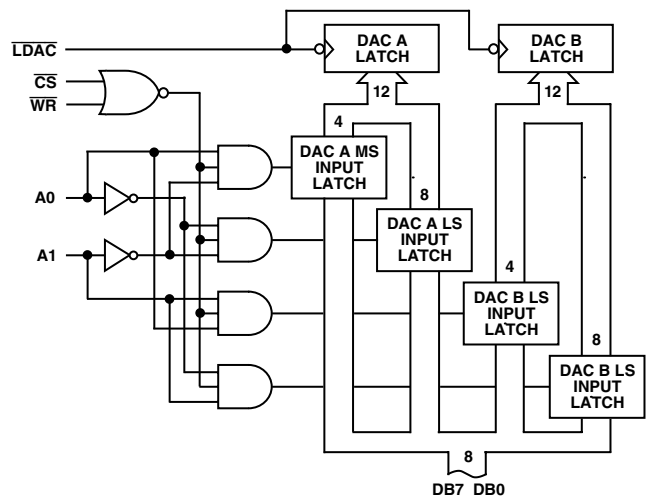 DAC A
LATCH
DAC B
LATCH
LDAC
CS
WR
12
12
4
DAC A MS
INPUT
LATCH
8
A0
DAC A LS
INPUT
LATCH
A1
4
DAC B LS
INPUT
LATCH
8
DAC B LS
INPUT
LATCH
8
DB7 DB0